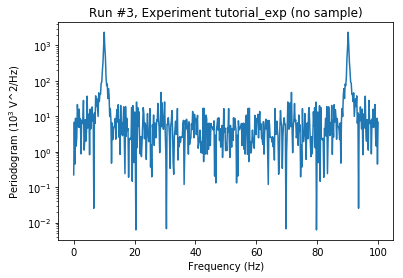 Run #3, Experiment tutorial_exp (no sample)
Periodogram (10³ V^2/Hz)
10³
10²
10¹
10⁰
10⁻¹
10⁻²
0 20 40 60 80 100
Frequency (Hz)